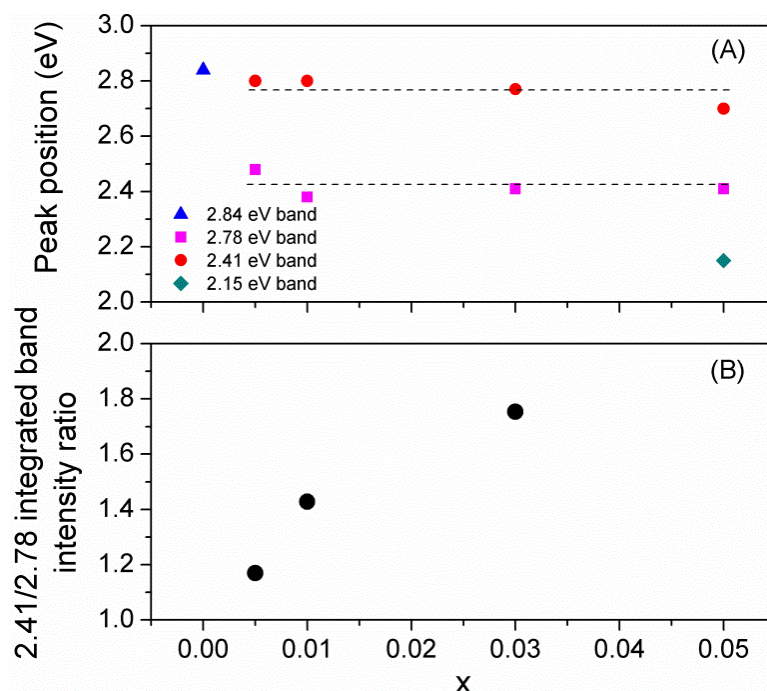 3.0
(A)
2.8
2.6
2.4
2.2
2.0
Peak position (eV)
2.84 eV band
2.78 eV band
2.41 eV band
2.15 eV band
2.0
(B)
1.8
1.6
1.4
1.2
1.0
2.41/2.78 integrated band
intensity ratio
0.00 0.01 0.02 0.03 0.04 0.05
x